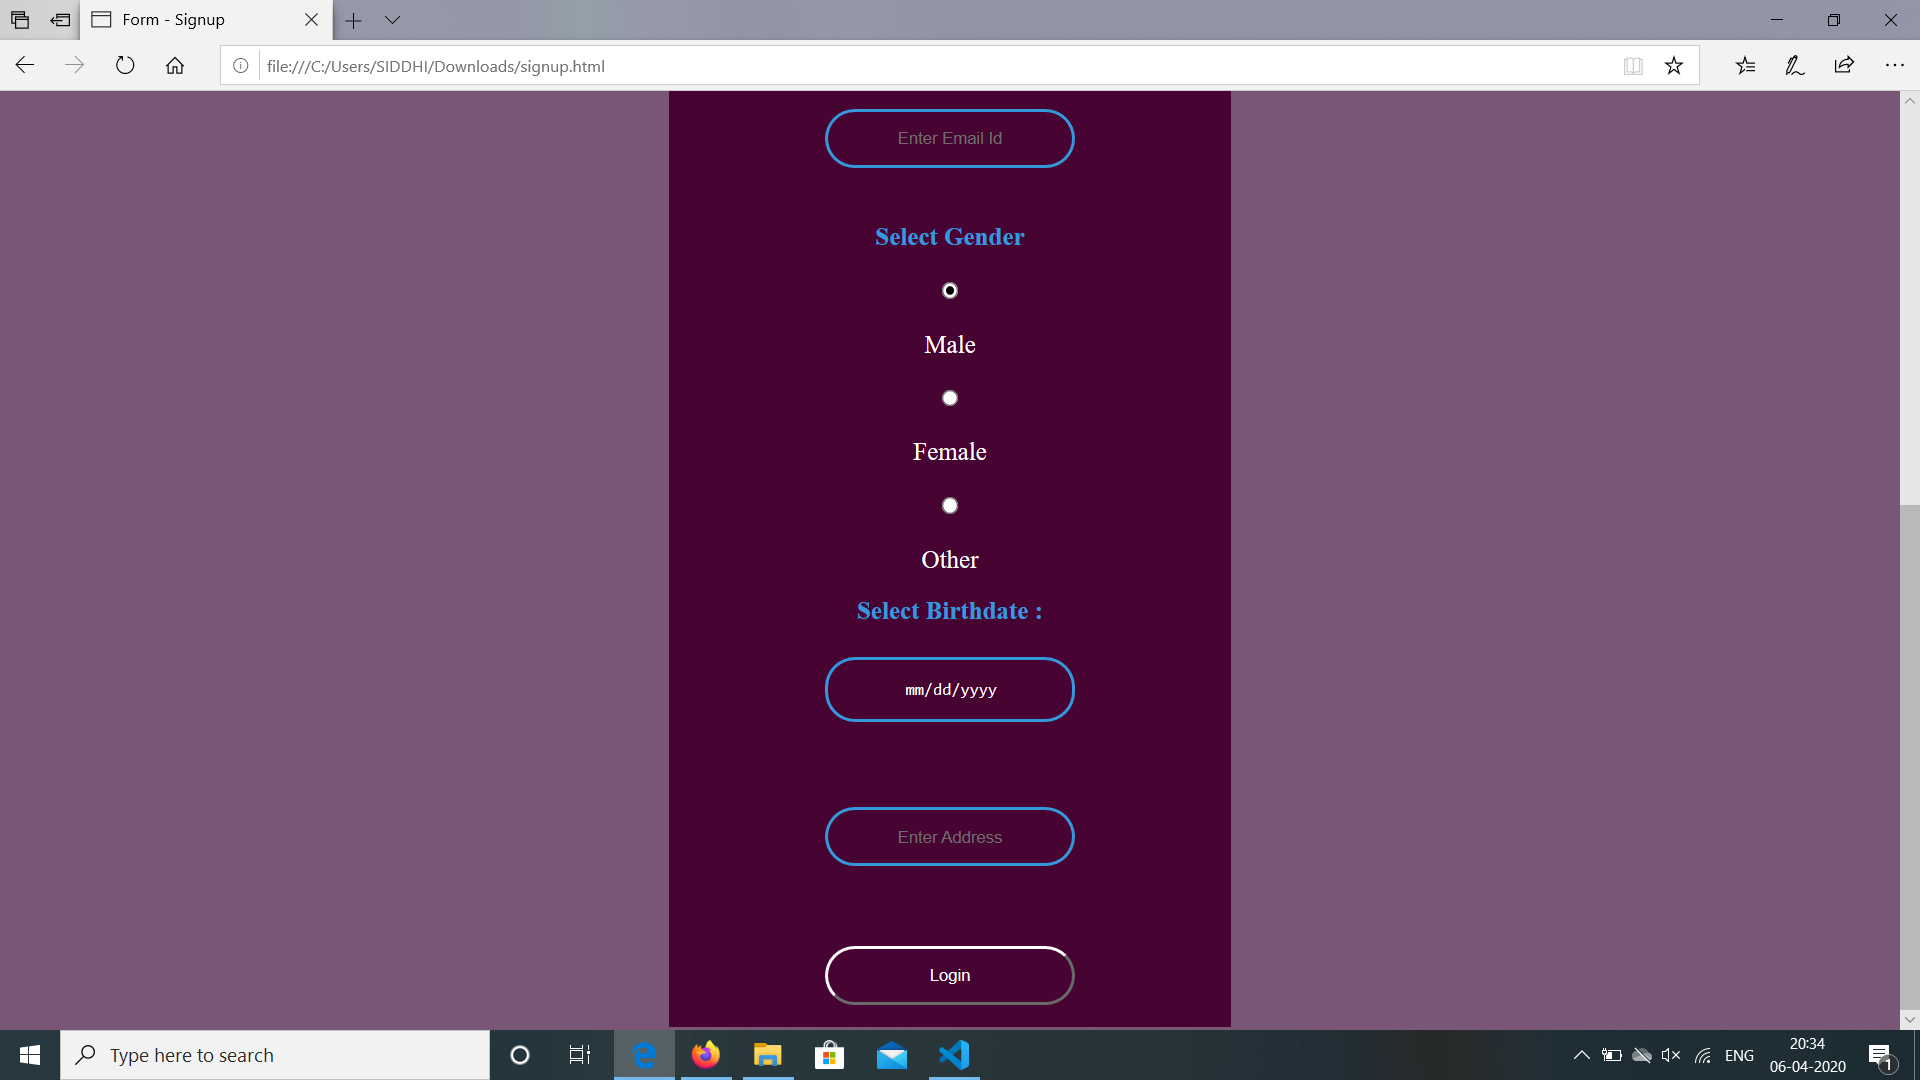 Form - Signup
file:///C:/Users/SIDDHI/Downloads/signup.html
Enter Email Id
Select Gender
Male
Female
Other
Select Birthdate :
mm/dd/yyyy
Enter Address
Login
Type here to search
ENG
20:34
06-04-2020
1